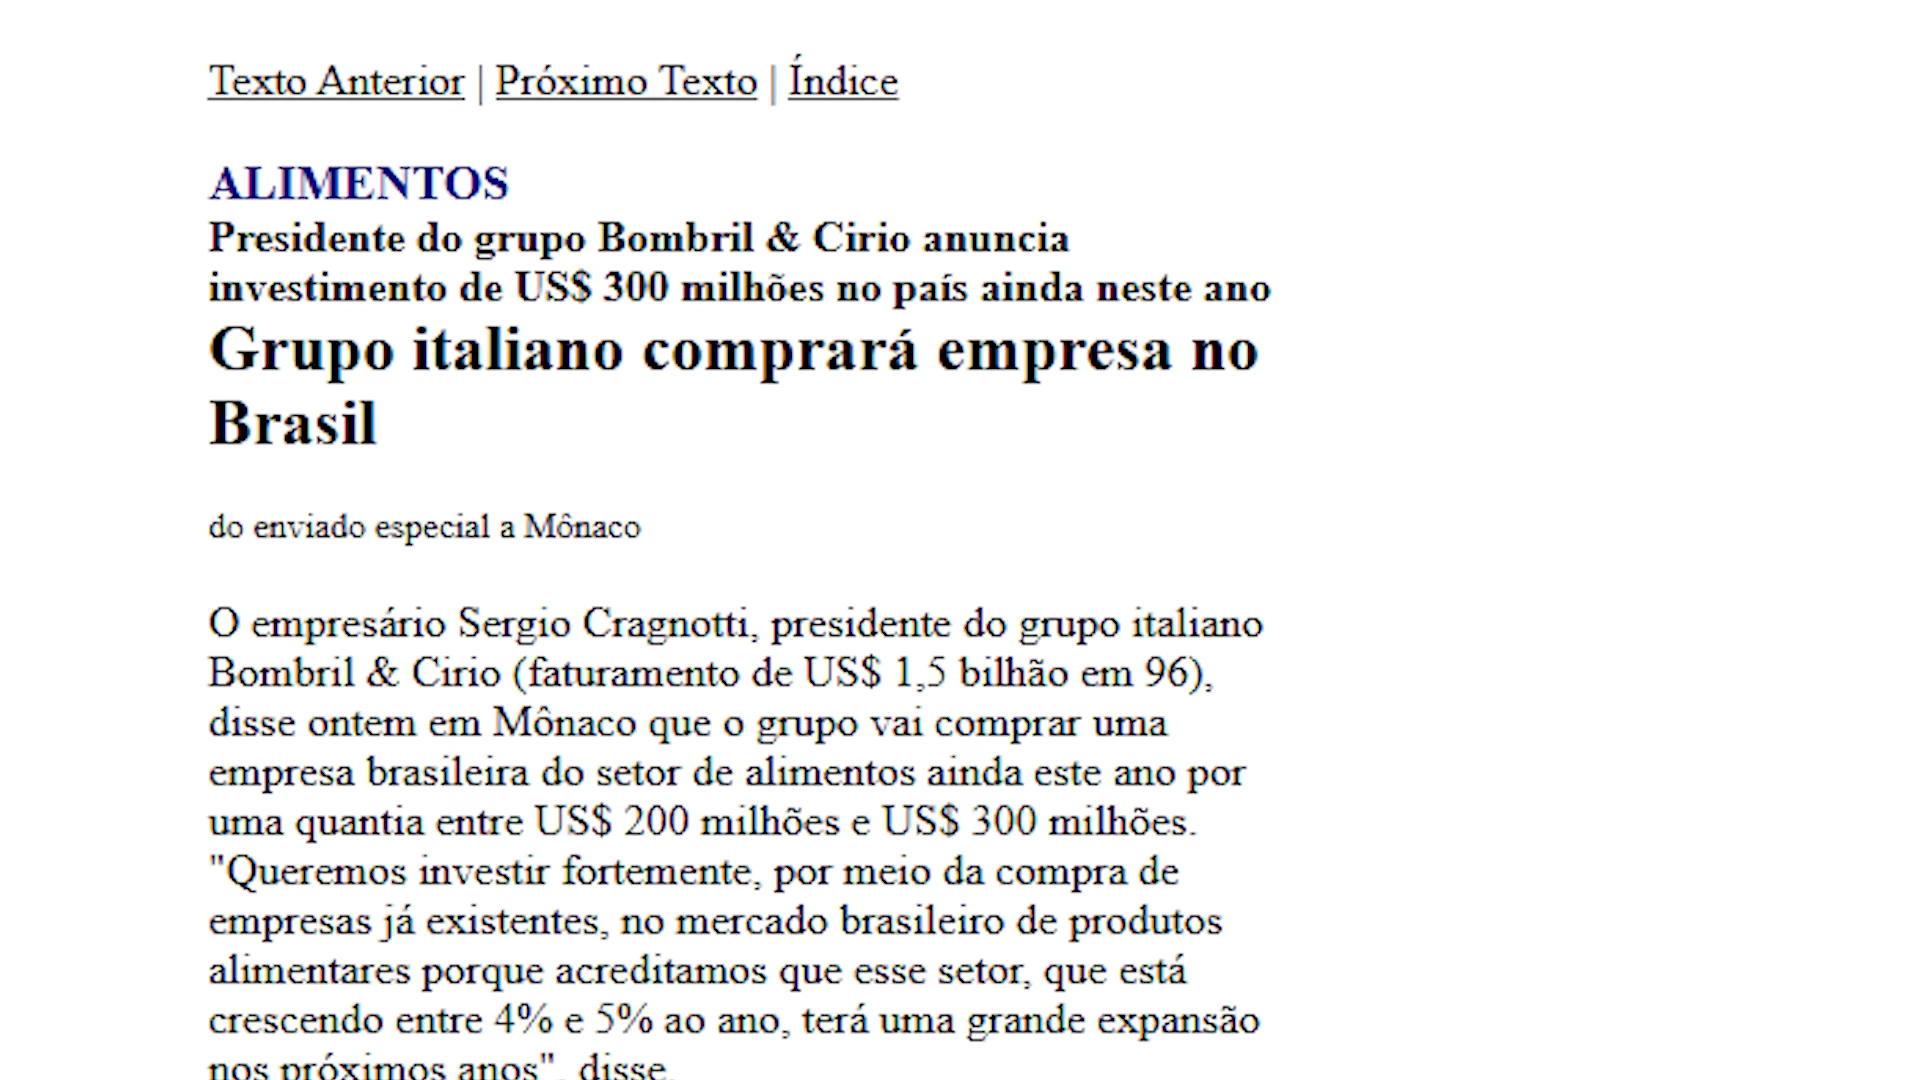 Texto Anterior | Próximo Texto | Índice
ALIMENTOS
Presidente do grupo Bombril & Cirio anuncia
investimento de US$ 300 milhões no país ainda neste ano
Grupo italiano comprará empresa no
Brasil
do enviado especial a Mônaco
O empresário Sergio Cragnotti, presidente do grupo italiano
Bombril & Cirio (faturamento de US$ 1,5 bilhão em 96),
disse ontem em Mônaco que o grupo vai comprar uma
empresa brasileira do setor de alimentos ainda este ano por
uma quantia entre US$ 200 milhões e US$ 300 milhões.
"Queremos investir fortemente, por meio da compra de
empresas já existentes, no mercado brasileiro de produtos
alimentares porque acreditamos que esse setor, que está
crescendo entre 4% e 5% ao ano, terá uma grande expansão
nos próximos anos", disse.